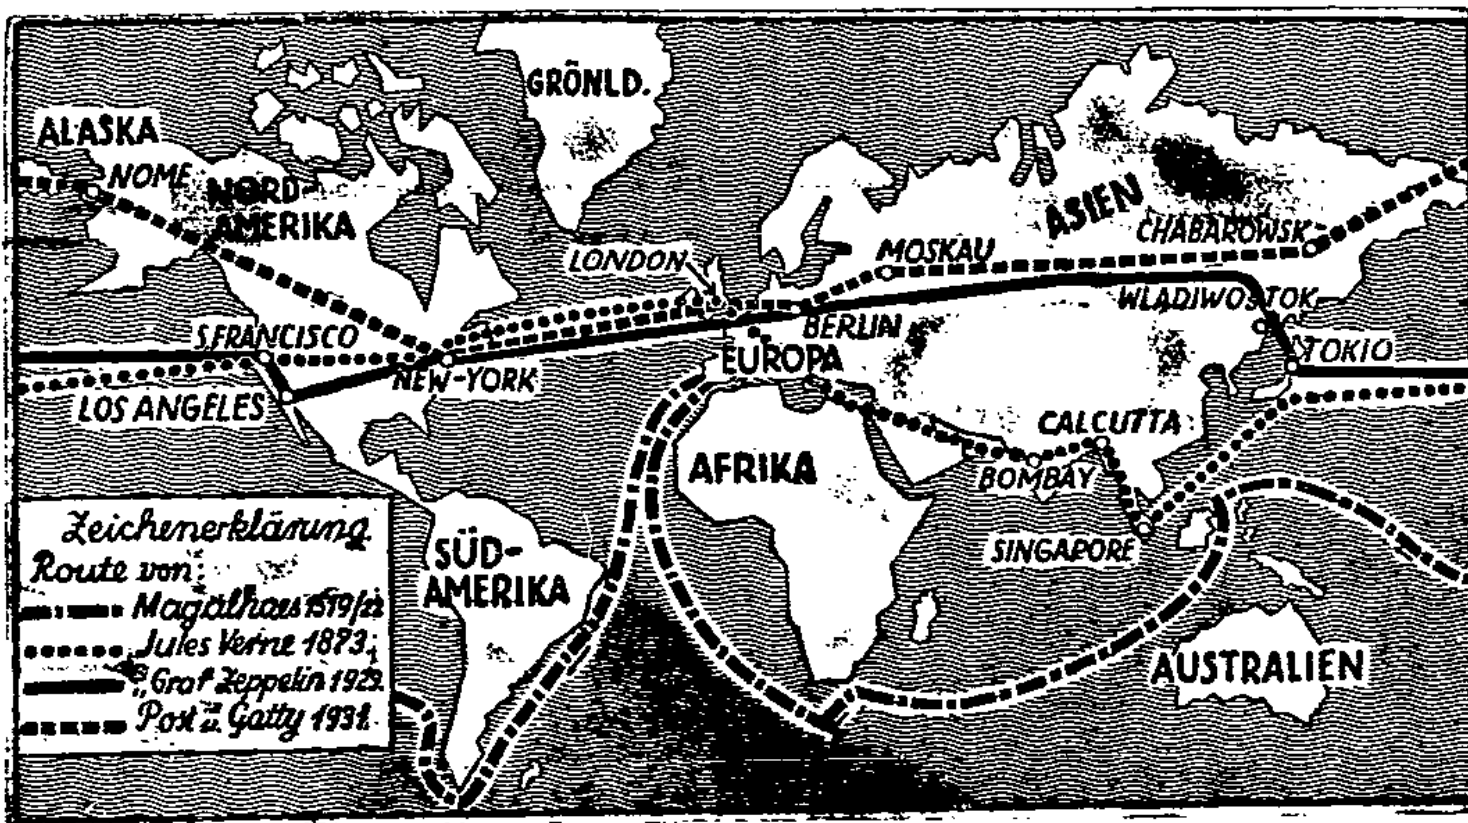 GRÖNLD.
ALASKA
NOME
NORD-
AMERIKA
ASIEN
CHABAROWSK
MOSKAU
LONDON
WLADIWOSTOK
BERLIN
EUROPA
S.FRANCISCO
TOKIO
NEW-YORK
LOS ANGELES
CALCUTTA
AFRIKA
BOMBAY
SINGAPORE
SÜD-
AMERIKA
AUSTRALIEN
Zeichenerklärung
Route von:
Magalhaes 1519/22
Jules Verne 1873.
"Graf Zeppelin 1929.
Post u. Gatty 1931.